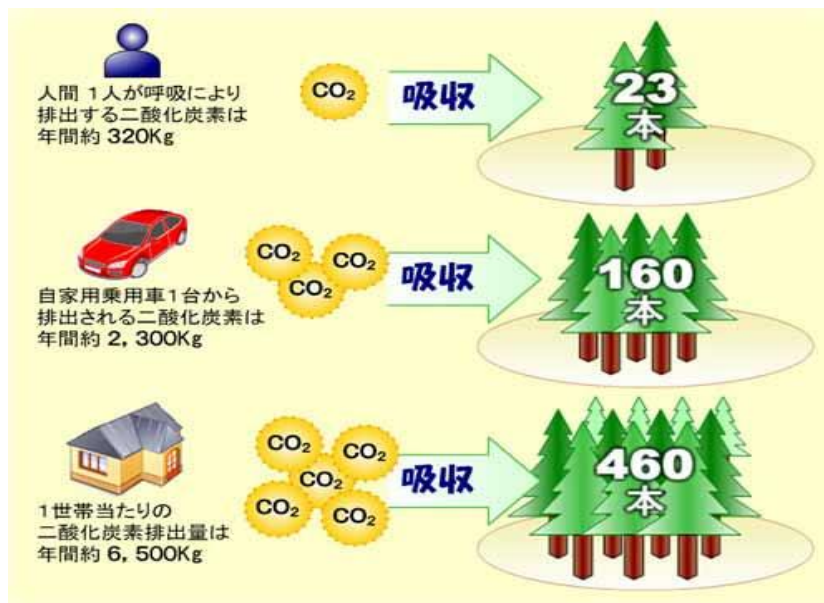 人間 1人が呼吸により
排出する二酸化炭素は
年間約 320Kg
CO₂
吸収
23
本
自家用乗用車1台から
排出される二酸化炭素は
年間約 2，300Kg
CO₂
CO₂
CO₂
吸収
160
本
1世帯当たりの
二酸化炭素排出量は
年間約 6，500Kg
CO₂
CO₂
CO₂
CO₂
CO₂
吸収
460
本